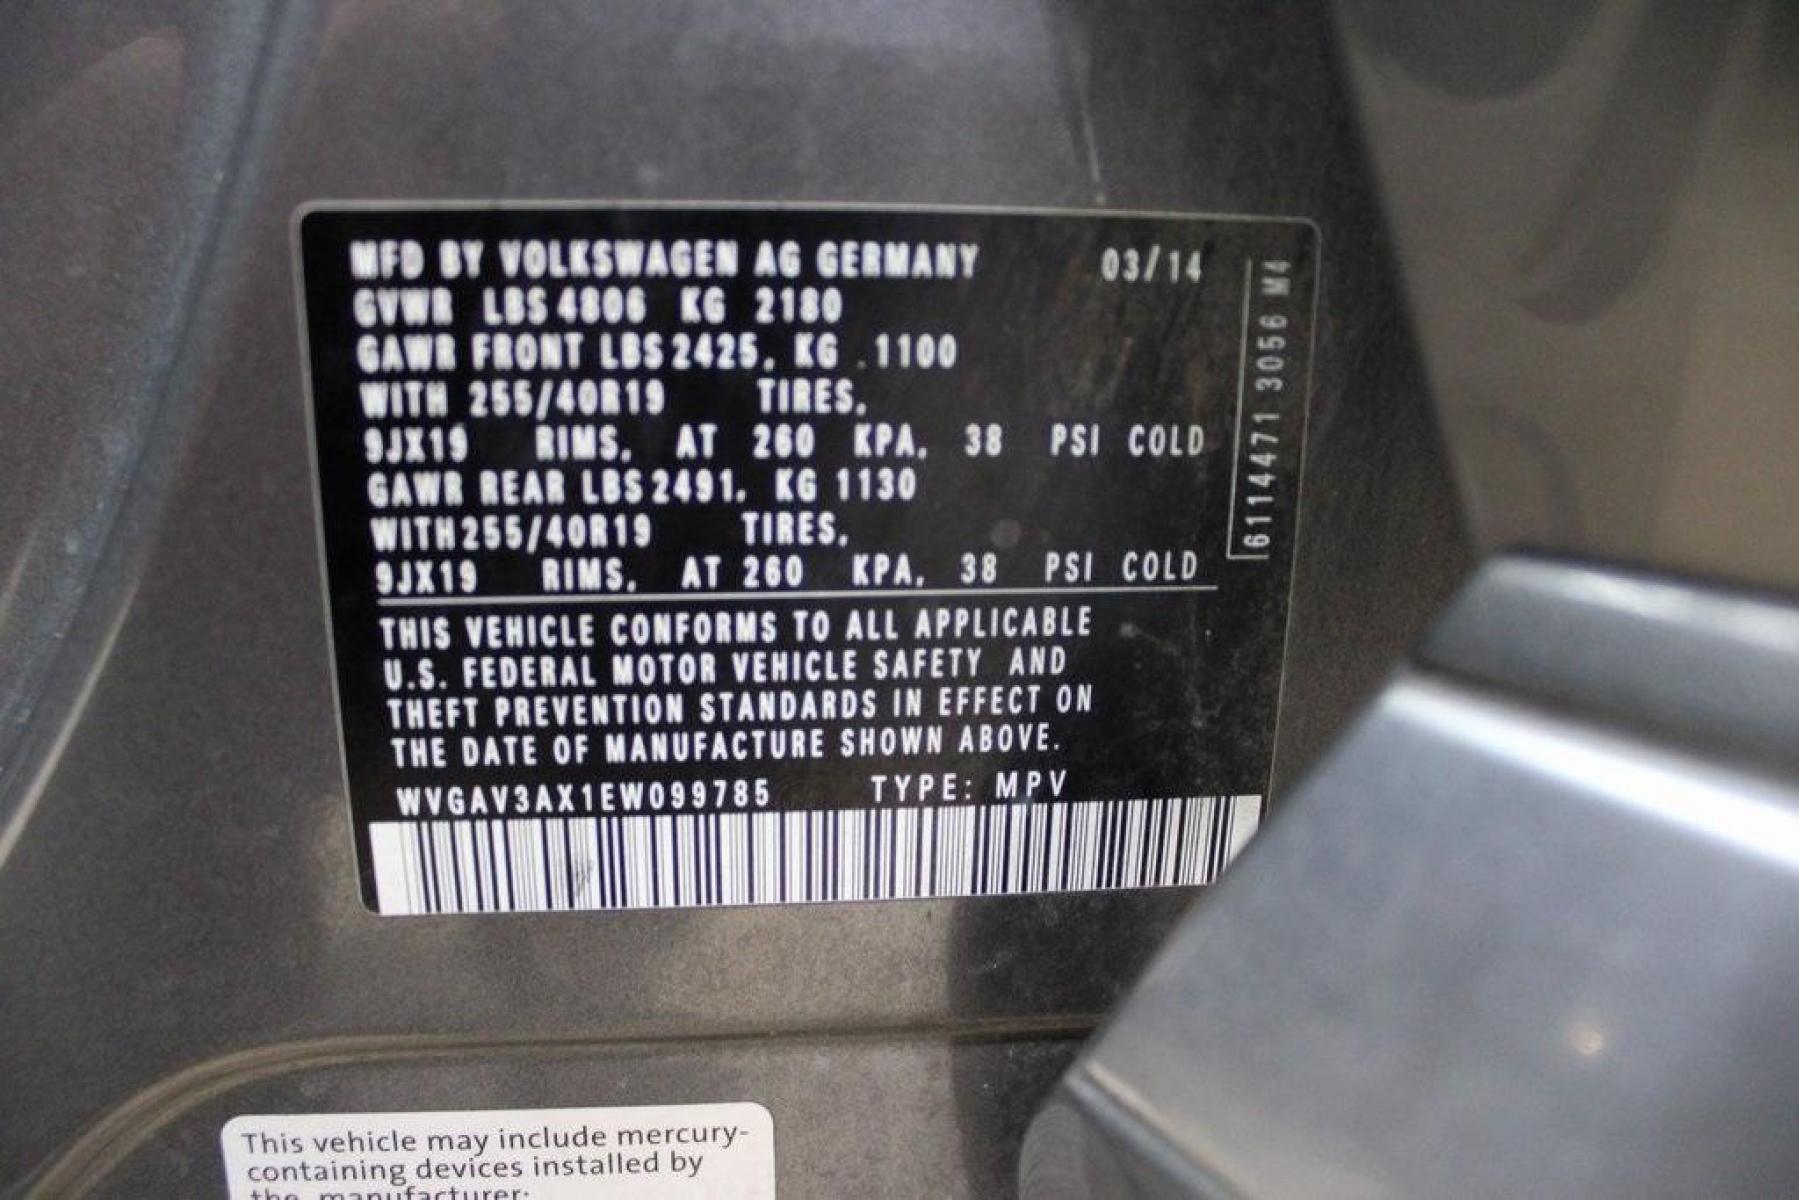 MFD BY VOLKSWAGEN AG GERMANY 03/14
GVWR LBS 4806 KG 2180
GAWR FRONT LBS 2425, KG .1100
WITH 255/40R19 TIRES,
9JX19 RIMS, AT 260 KPA, 38 PSI COLD
GAWR REAR LBS 2491, KG 1130
WITH 255/40R19 TIRES,
9JX19 RIMS, AT 260 KPA, 38 PSI COLD
6114471 3056 M4
THIS VEHICLE CONFORMS TO ALL APPLICABLE
U.S. FEDERAL MOTOR VEHICLE SAFETY AND
THEFT PREVENTION STANDARDS IN EFFECT ON
THE DATE OF MANUFACTURE SHOWN ABOVE.
WVGAV3AX1EW099785 TYPE: MPV
This vehicle may include mercury-
containing devices installed by
the manufacturer: